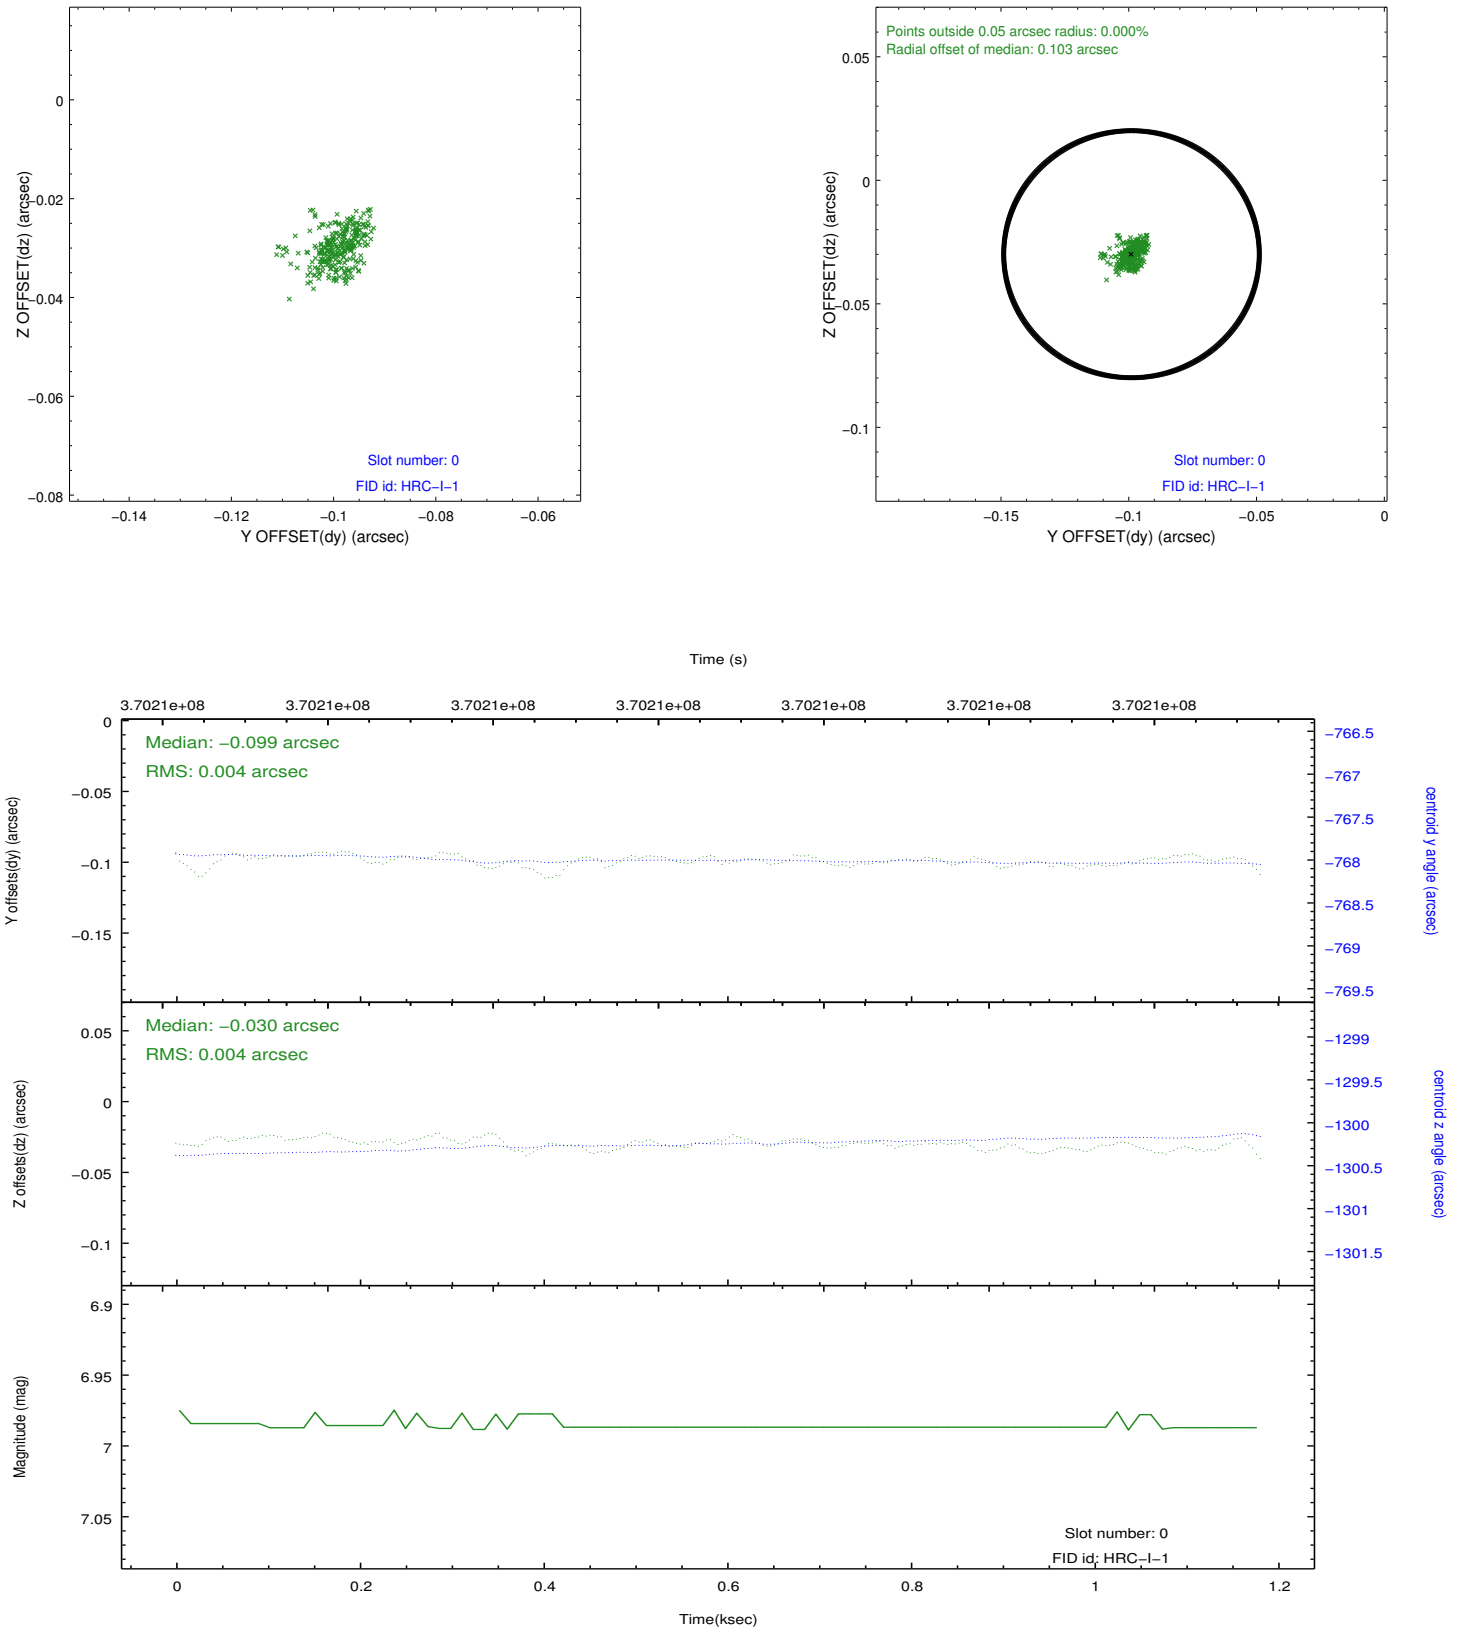 0
−0.02
−0.04
−0.06
−0.08
Z OFFSET(dz) (arcsec)
−0.14
−0.12
−0.1
−0.08
−0.06
Y OFFSET(dy) (arcsec)
Slot number: 0
FID id: HRC−I−1
Points outside 0.05 arcsec radius: 0.000%
Radial offset of median: 0.103 arcsec
0.05
0
−0.05
−0.1
Z OFFSET(dz) (arcsec)
−0.15
−0.1
−0.05
0
Y OFFSET(dy) (arcsec)
Slot number: 0
FID id: HRC−I−1
Time (s)
3.7021e+08
3.7021e+08
3.7021e+08
3.7021e+08
3.7021e+08
3.7021e+08
3.7021e+08
Median: −0.099 arcsec
RMS: 0.004 arcsec
0
−0.05
−0.1
−0.15
Y offsets(dy) (arcsec)
−766.5
−767
−767.5
−768
−768.5
−769
−769.5
centroid y angle (arcsec)
Median: −0.030 arcsec
RMS: 0.004 arcsec
0.05
0
−0.05
−0.1
Z offsets(dz) (arcsec)
−1299
−1299.5
−1300
−1300.5
−1301
−1301.5
centroid z angle (arcsec)
6.9
6.95
7
7.05
Magnitude (mag)
Slot number: 0
FID id: HRC−I−1
0
0.2
0.4
0.6
0.8
1
1.2
Time(ksec)